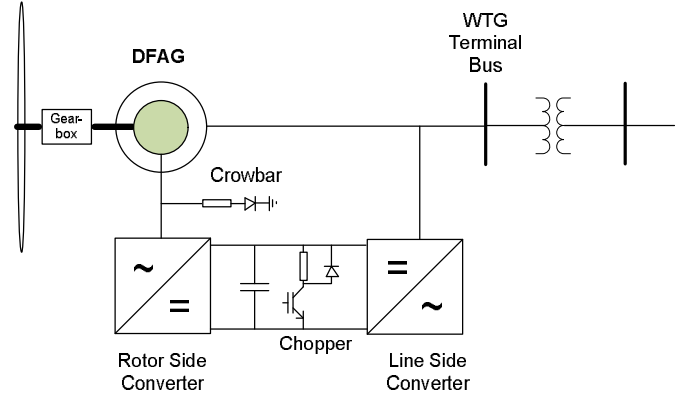 WTG
Terminal
Bus
DFAG
Gear-
box
Crowbar
~
=
=
~
Chopper
Rotor Side
Converter
Line Side
Converter